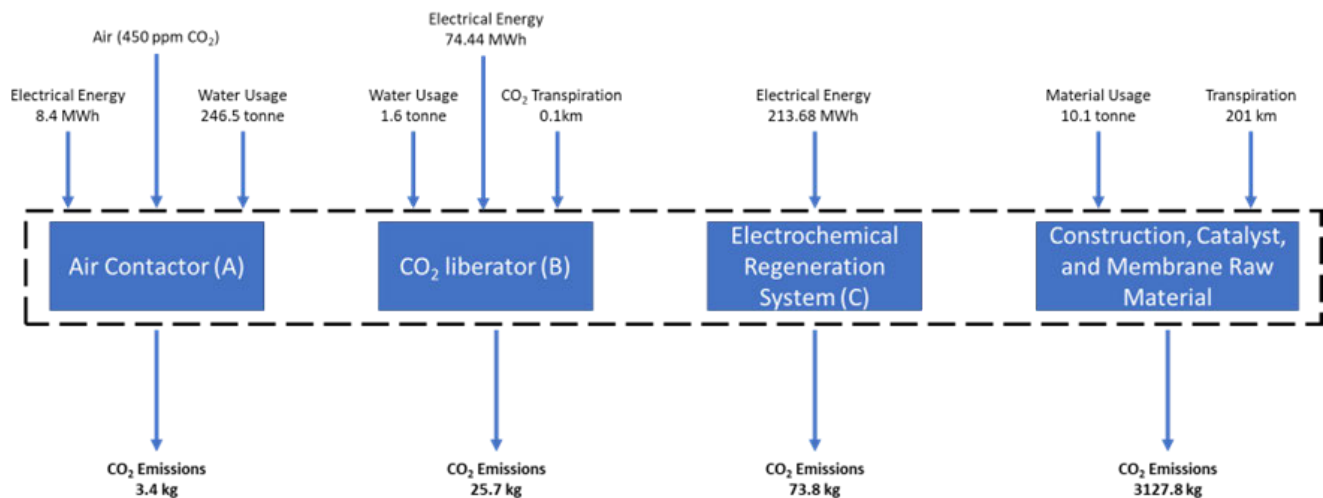 Electrical Energy
74.44 MWh
Air (450 ppm CO₂)
Electrical Energy
8.4 MWh
Water Usage
246.5 tonne
Water Usage
1.6 tonne
CO₂ Transpiration
0.1km
Electrical Energy
213.68 MWh
Material Usage
10.1 tonne
Transpiration
201 km
Air Contactor (A)
CO₂ liberator (B)
Electrochemical
Regeneration
System (C)
Construction, Catalyst,
and Membrane Raw
Material
CO₂ Emissions
3.4 kg
CO₂ Emissions
25.7 kg
CO₂ Emissions
73.8 kg
CO₂ Emissions
3127.8 kg